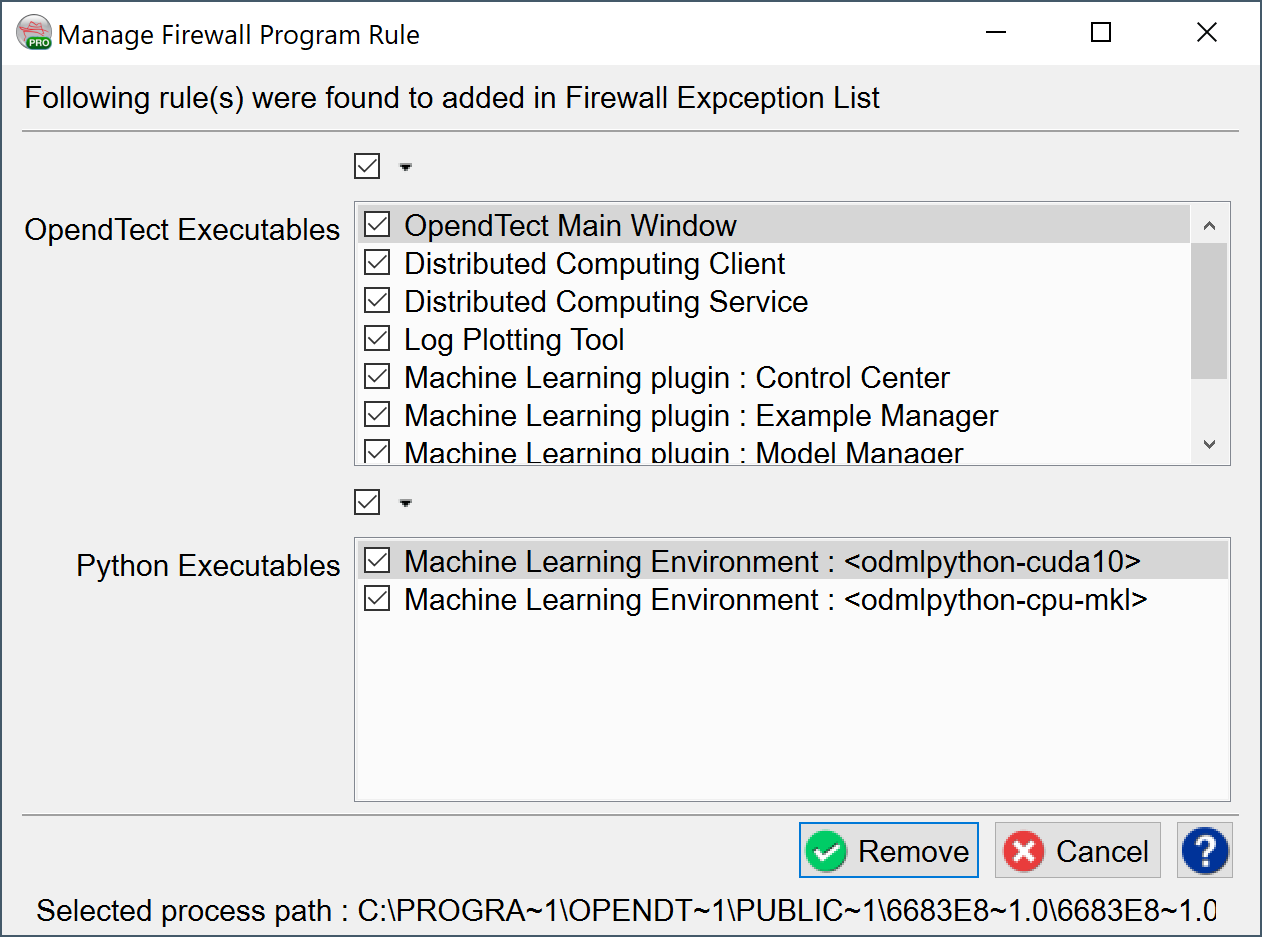 PRO
Manage Firewall Program Rule
Following rule(s) were found to added in Firewall Expception List
OpendTect Executables
OpendTect Main Window
Distributed Computing Client
Distributed Computing Service
Log Plotting Tool
Machine Learning plugin : Control Center
Machine Learning plugin : Example Manager
Machine Learning plugin : Model Manager
Python Executables
Machine Learning Environment : <odmlpython-cuda10>
Machine Learning Environment : <odmlpython-cpu-mkl>
Remove
Cancel
?
Selected process path : C:\PROGRA~1\OPENDT~1\PUBLIC~1\6683E8~1.0\6683E8~1.0